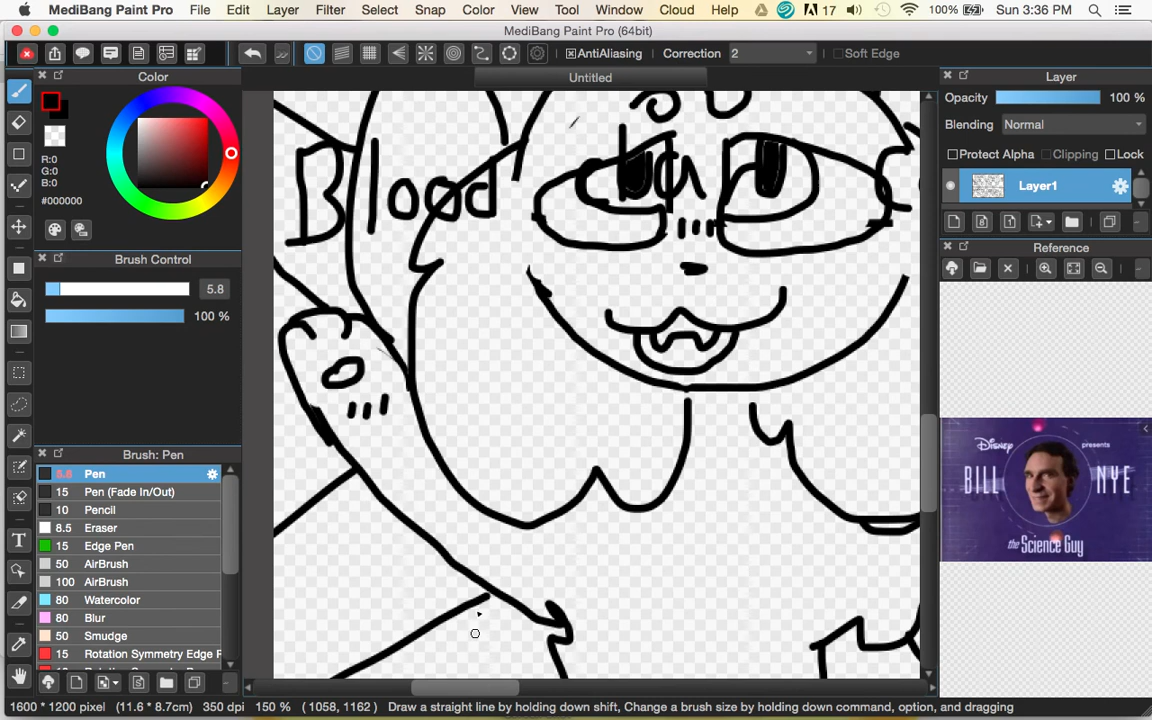 MediBang Paint Pro File Edit Layer Filter Select Snap Color View Tool Window Cloud Help 17 100% Sun 3:36 PM
MediBang Paint Pro (64bit)
AntiAliasing Correction 2 Soft Edge
Untitled
Color
R:0
G:0
B:0
#000000
Brush Control
5.8
100 %
Brush: Pen
5.8 Pen
15 Pen (Fade In/Out)
10 Pencil
8.5 Eraser
15 Edge Pen
50 AirBrush
100 AirBrush
80 Watercolor
80 Blur
50 Smudge
15 Rotation Symmetry Edge P
Blood
Layer
Opacity 100 %
Blending Normal
Protect Alpha Clipping Lock
Layer1
Reference
Disney presents
BILL NYE
the Science Guy
1600 * 1200 pixel (11.6 * 8.7cm) 350 dpi 150 % (1058, 1162) Draw a straight line by holding down shift, Change a brush size by holding down command, option, and dragging